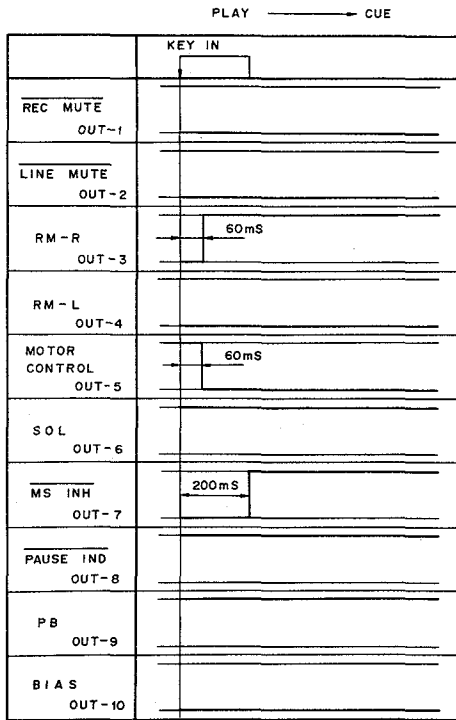 PLAY ⟶ CUE
KEY IN
REC MUTE
OUT-1
LINE MUTE
OUT-2
RM-R
60mS
OUT-3
RM-L
OUT-4
MOTOR
CONTROL
60mS
OUT-5
SOL
OUT-6
MS INH
200mS
OUT-7
PAUSE IND
OUT-8
PB
OUT-9
BIAS
OUT-10